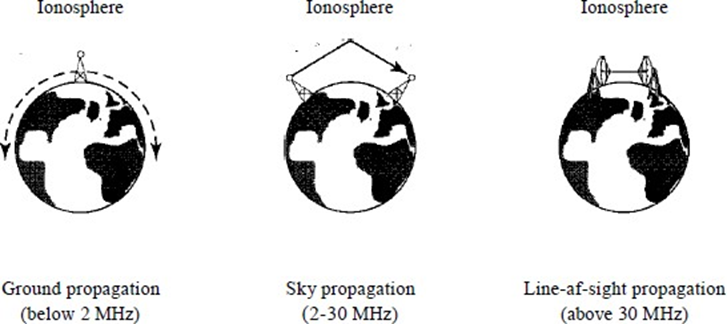 Ionosphere
Ionosphere
Ionosphere
Ground propagation
(below 2 MHz)
Sky propagation
(2-30 MHz)
Line-af-sight propagation
(above 30 MHz)